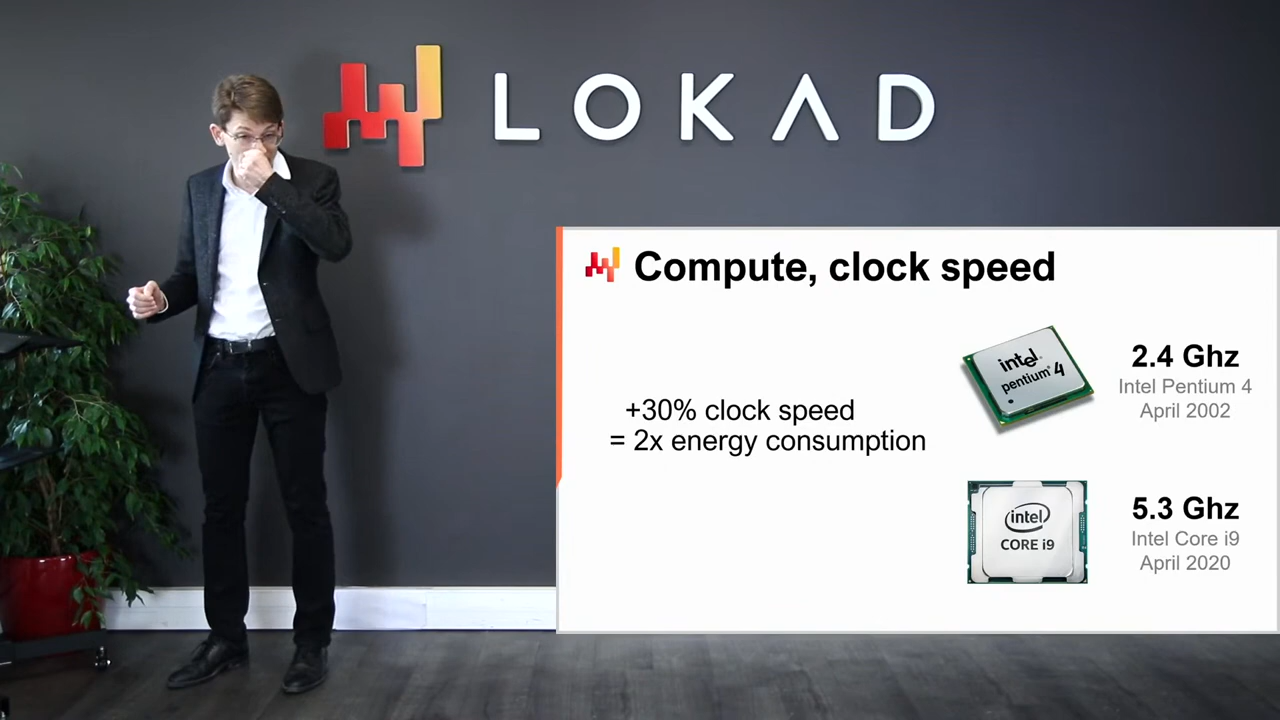 LOKAD
Compute, clock speed
+30% clock speed
= 2x energy consumption
intel
pentium 4
2.4 Ghz
Intel Pentium 4
April 2002
intel
CORE i9
5.3 Ghz
Intel Core i9
April 2020